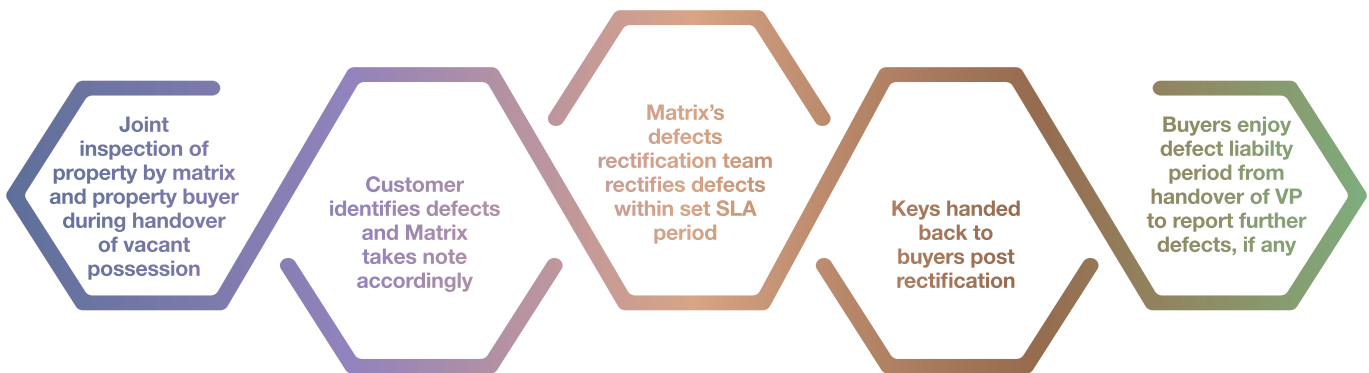 Joint
inspection of
property by matrix
and property buyer
during handover
of vacant
possession
Customer
identifies defects
and Matrix
takes note
accordingly
Matrix’s
defects
rectification team
rectifies defects
within set SLA
period
Keys handed
back to
buyers post
rectification
Buyers enjoy
defect liabilty
period from
handover of VP
to report further
defects, if any